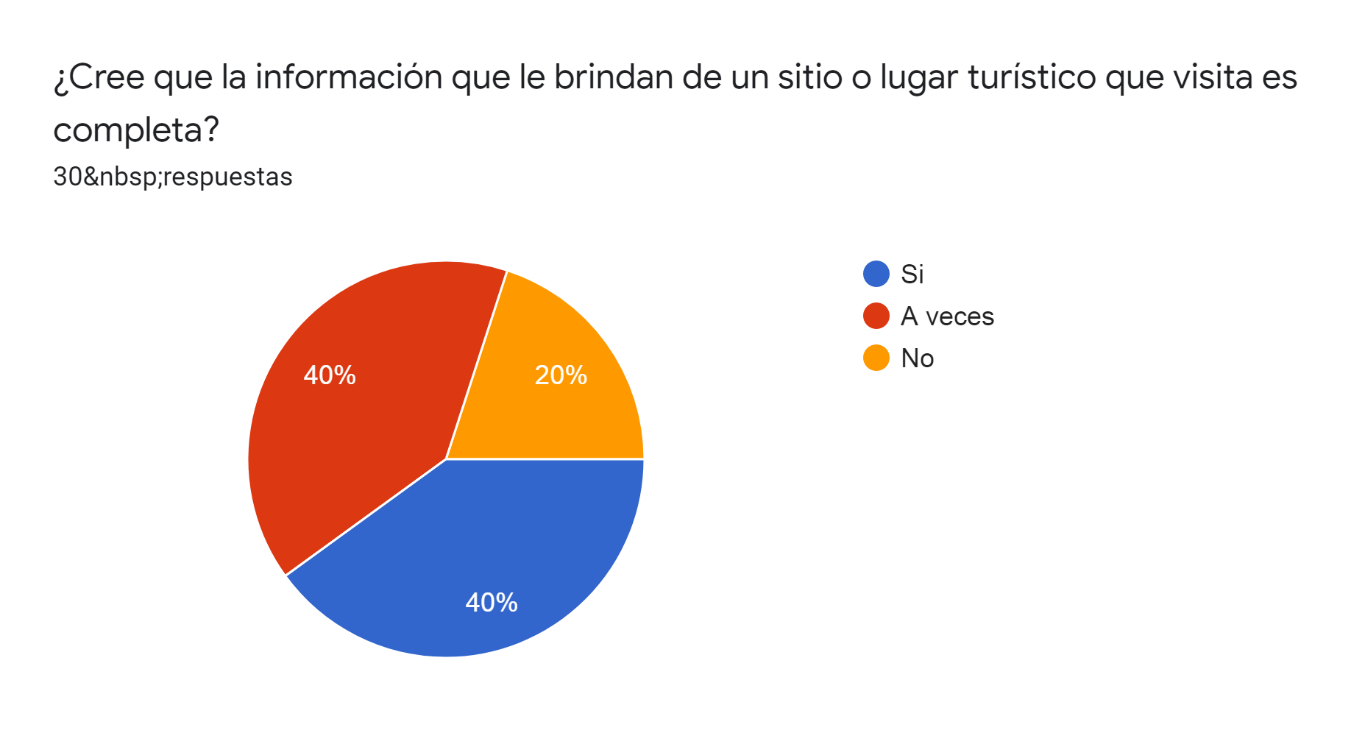 ¿Cree que la información que le brindan de un sitio o lugar turístico que visita es
completa?
30&nbsp;respuestas
Si
A veces
No
40%
20%
40%